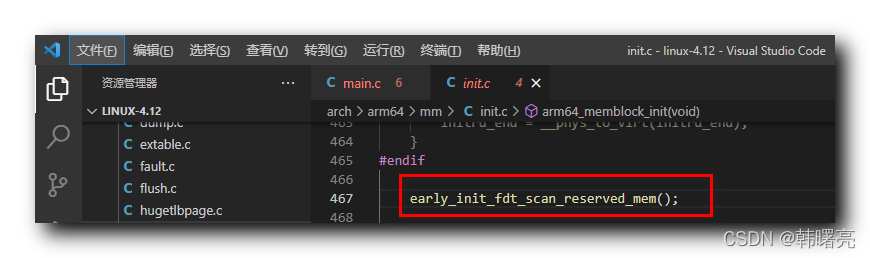 文件(F) 编辑(E) 选择(S) 查看(V) 转到(G) 运行(R) 终端(T) 帮助(H) init.c - linux-4.12 - Visual Studio Code
资源管理器 ··· C main.c 6 C init.c 4 ×
LINUX-4.12 arch > arm64 > mm > C init.c > arm64_memblock_init(void)
C dump.c 463 initrd_end = __phys_to_virt(initrd_end);
C extable.c 464 }
C fault.c 465 #endif
C flush.c 466
C hugetlbpage.c 467 early_init_fdt_scan_reserved_mem();
468
CSDN @韩曙亮